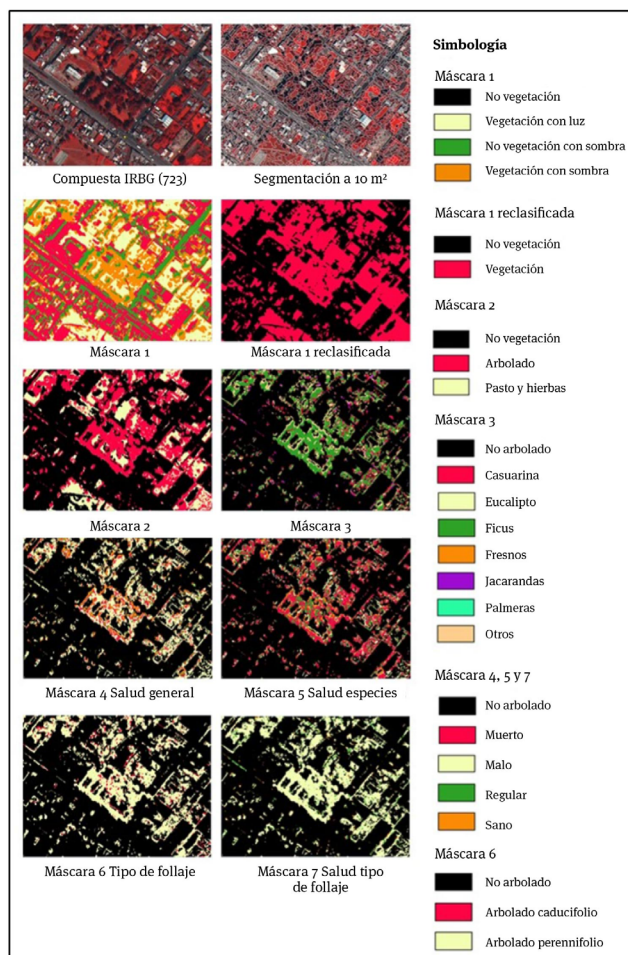 Compuesta IRBG (723)
Segmentación a 10 m²
Máscara 1
Máscara 1 reclasificada
Máscara 2
Máscara 3
Máscara 4 Salud general
Máscara 5 Salud especies
Máscara 6 Tipo de follaje
Máscara 7 Salud tipo
de follaje
Simbología
Máscara 1
No vegetación
Vegetación con luz
No vegetación con sombra
Vegetación con sombra
Máscara 1 reclasificada
No vegetación
Vegetación
Máscara 2
No vegetación
Arbolado
Pasto y hierbas
Máscara 3
No arbolado
Casuarina
Eucalipto
Ficus
Fresnos
Jacarandas
Palmeras
Otros
Máscara 4, 5 y 7
No arbolado
Muerto
Malo
Regular
Sano
Máscara 6
No arbolado
Arbolado caducifolio
Arbolado perennifolio